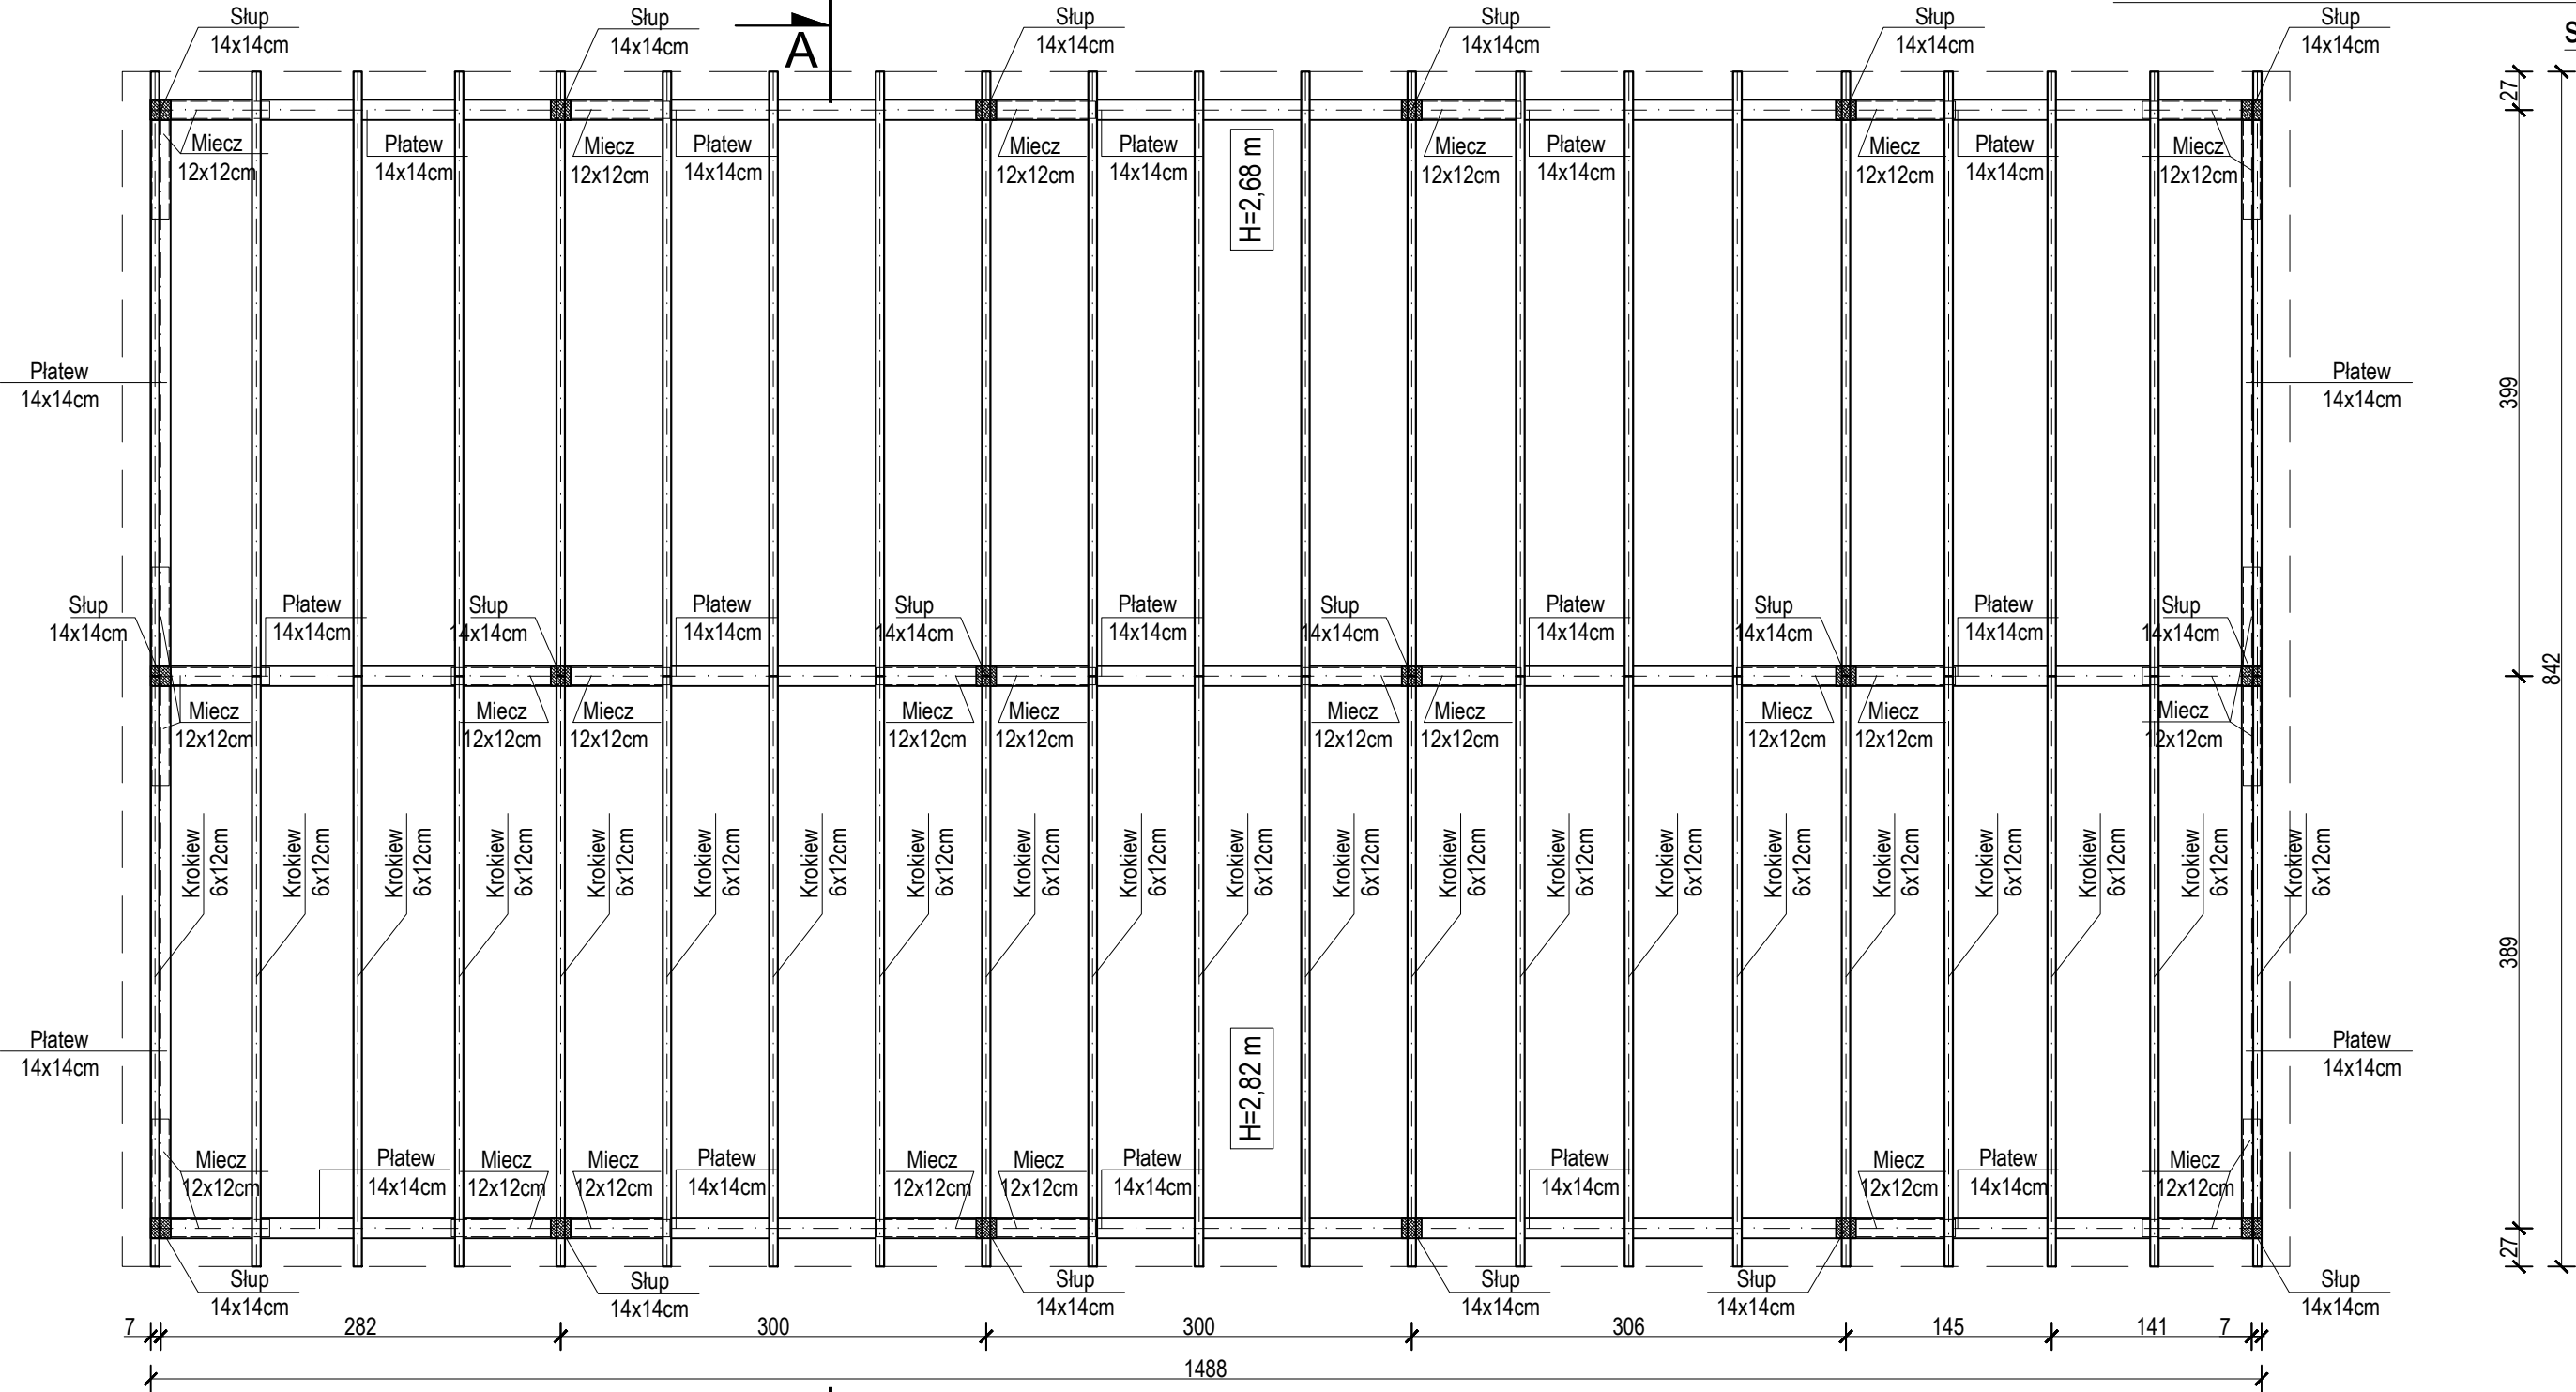 Słup Słup Słup Słup Słup Słup
14x14cm 14x14cm 14x14cm 14x14cm 14x14cm 14x14cm
A
S
27
Miecz Płatew Miecz Płatew Miecz Płatew Miecz Płatew Miecz Płatew Miecz
12x12cm 14x14cm 12x12cm 14x14cm 12x12cm 14x14cm 12x12cm 14x14cm 12x12cm 14x14cm 12x12cm
H=2,68 m
Płatew Płatew
14x14cm 14x14cm
399
Słup Płatew Słup Płatew Słup Płatew Słup Płatew Słup Płatew Słup
14x14cm 14x14cm 14x14cm 14x14cm 14x14cm 14x14cm 14x14cm 14x14cm 14x14cm 14x14cm 14x14cm
842
Miecz Miecz Miecz Miecz Miecz Miecz Miecz Miecz Miecz Miecz
12x12cm 12x12cm 12x12cm 12x12cm 12x12cm 12x12cm 12x12cm 12x12cm 12x12cm 12x12cm
Krokiew
6x12cm
Krokiew
6x12cm
Krokiew
6x12cm
Krokiew
6x12cm
Krokiew
6x12cm
Krokiew
6x12cm
Krokiew
6x12cm
Krokiew
6x12cm
Krokiew
6x12cm
Krokiew
6x12cm
Krokiew
6x12cm
Krokiew
6x12cm
Krokiew
6x12cm
Krokiew
6x12cm
Krokiew
6x12cm
Krokiew
6x12cm
Krokiew
6x12cm
Krokiew
6x12cm
Krokiew
6x12cm
Krokiew
6x12cm
Krokiew
6x12cm
389
Płatew Płatew
14x14cm 14x14cm
H=2,82 m
Miecz Płatew Miecz Miecz Płatew Miecz Miecz Płatew Płatew Miecz Płatew Miecz
12x12cm 14x14cm 12x12cm 12x12cm 14x14cm 12x12cm 12x12cm 14x14cm 14x14cm 12x12cm 14x14cm 12x12cm
27
Słup Słup Słup Słup Słup Słup
14x14cm 14x14cm 14x14cm 14x14cm 14x14cm 14x14cm
7 282 300 300 306 145 141 7
1488